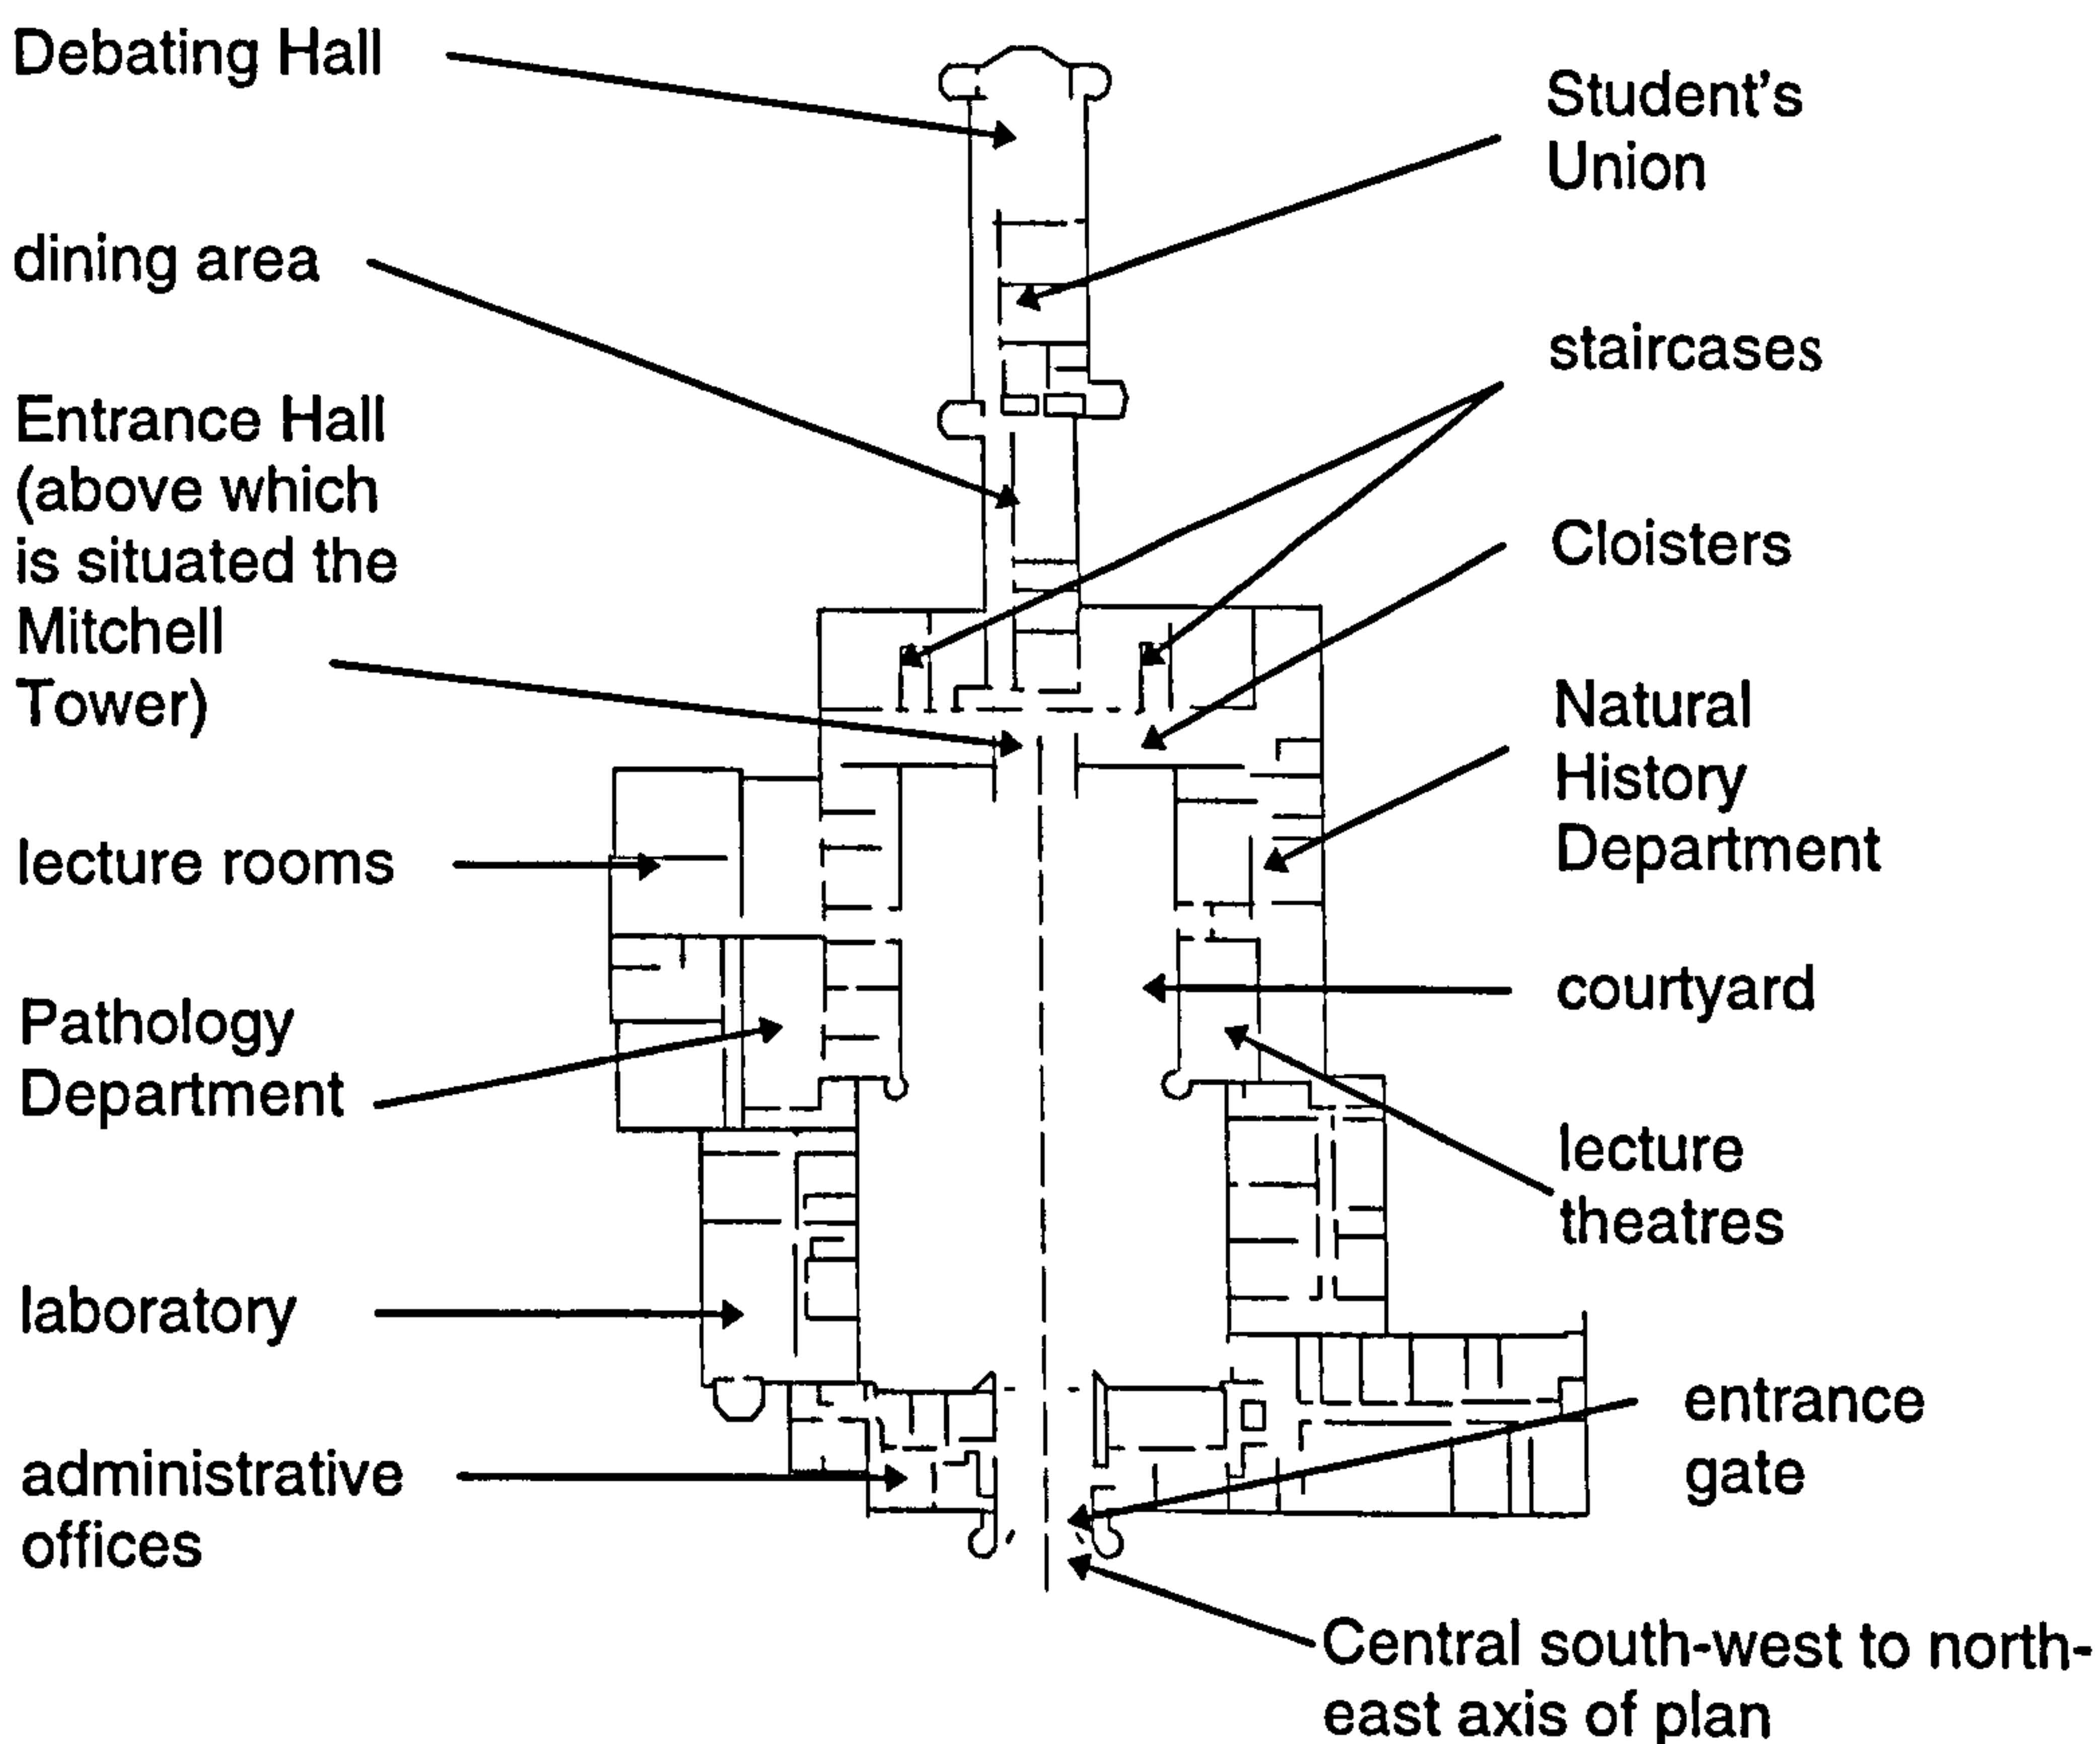 Debating Hall
dining area
Entrance Hall
(above which
is situated the
Mitchell
Tower)
lecture rooms
Pathology
Department
laboratory
administrative
offices
Student's
Union
staircases
Cloisters
Natural
History
Department
courtyard
lecture
theatres
entrance
gate
Central south-west to north-
east axis of plan